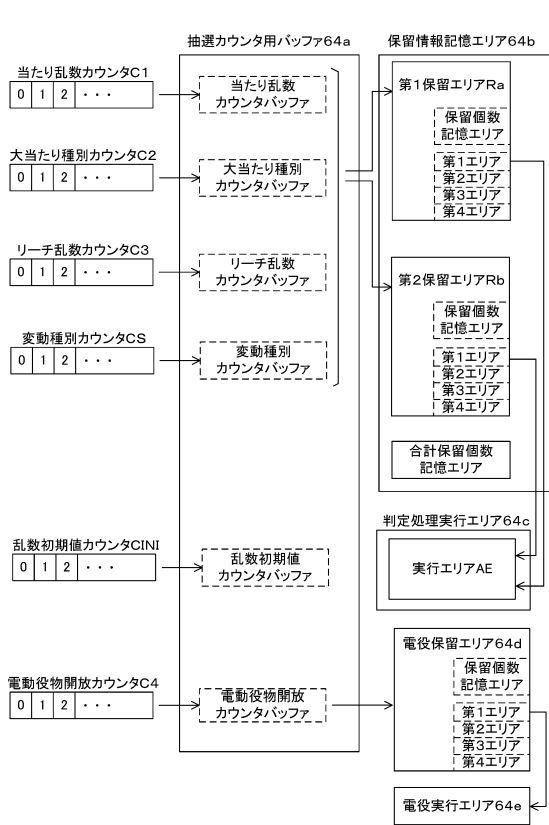 抽選カウンタ用バッファ64a
保留情報記憶エリア64b
当たり乱数カウンタC1
0 1 2 ・・・
当たり乱数
カウンタバッファ
大当たり種別カウンタC2
0 1 2 ・・・
大当たり種別
カウンタバッファ
リーチ乱数カウンタC3
0 1 2 ・・・
リーチ乱数
カウンタバッファ
変動種別カウンタCS
0 1 2 ・・・
変動種別
カウンタバッファ
乱数初期値カウンタCINI
0 1 2 ・・・
乱数初期値
カウンタバッファ
電動役物開放カウンタC4
0 1 2 ・・・
電動役物開放
カウンタバッファ
第1保留エリアRa
保留個数
記憶エリア
第1エリア
第2エリア
第3エリア
第4エリア
第2保留エリアRb
保留個数
記憶エリア
第1エリア
第2エリア
第3エリア
第4エリア
合計保留個数
記憶エリア
判定処理実行エリア64c
実行エリアAE
電役保留エリア64d
保留個数
記憶エリア
第1エリア
第2エリア
第3エリア
第4エリア
電役実行エリア64e